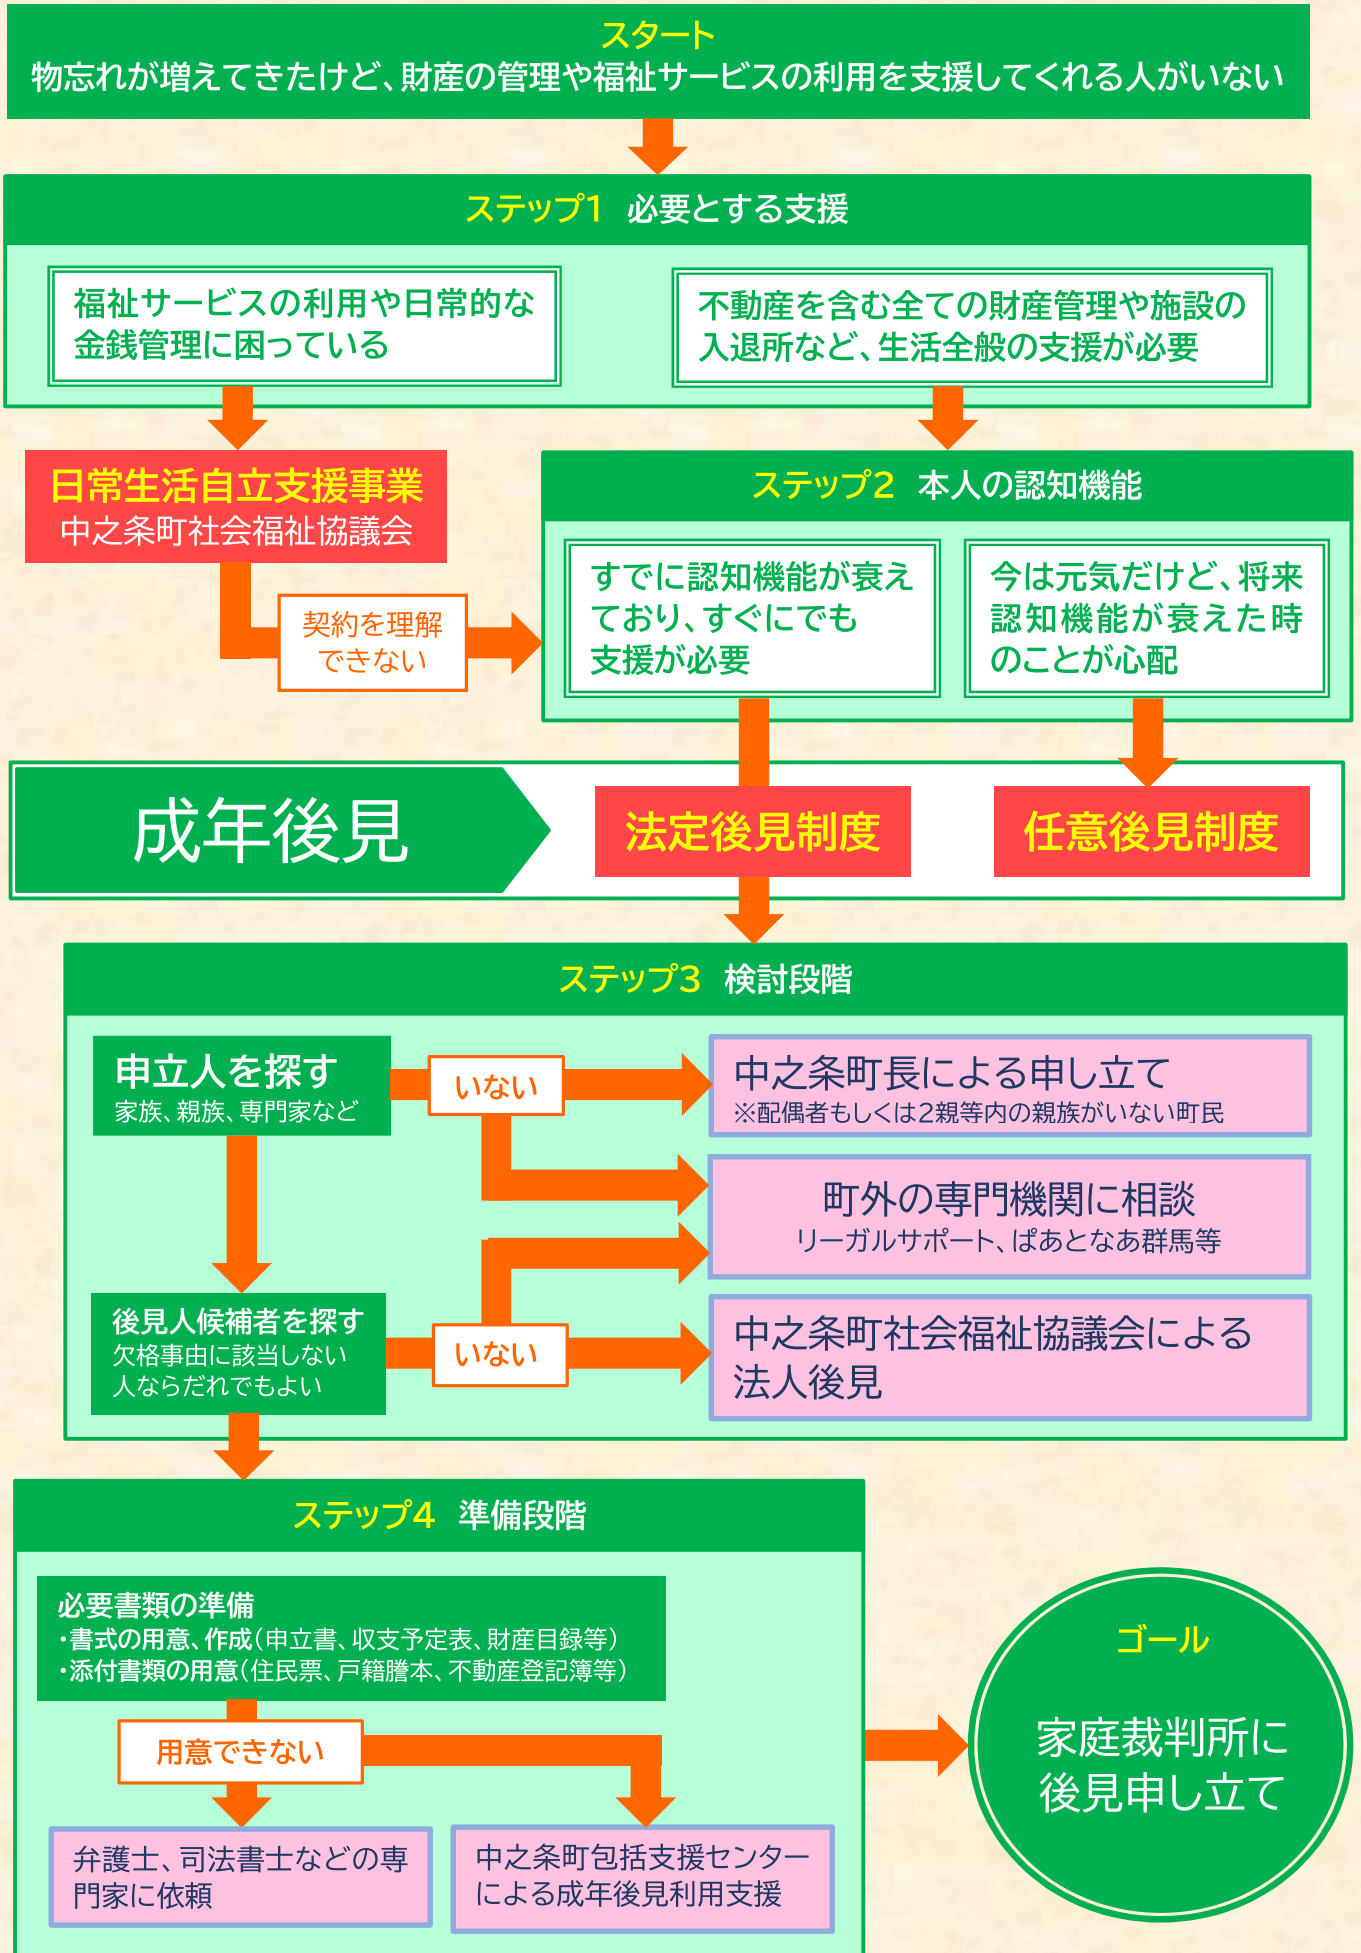 スタート
物忘れが増えてきたけど、財産の管理や福祉サービスの利用を支援してくれる人がいない
ステップ1 必要とする支援
福祉サービスの利用や日常的な
金銭管理に困っている
不動産を含む全ての財産管理や施設の
入退所など、生活全般の支援が必要
日常生活自立支援事業
中之条町社会福祉協議会
契約を理解
できない
ステップ2 本人の認知機能
すでに認知機能が衰え
ており、すぐにでも
支援が必要
今は元気だけど、将来
認知機能が衰えた時
のことが心配
成年後見
法定後見制度
任意後見制度
ステップ3 検討段階
申立人を探す
家族、親族、専門家など
いない
中之条町長による申し立て
※配偶者もしくは2親等内の親族がいない町民
町外の専門機関に相談
リーガルサポート、ぱあとなあ群馬等
後見人候補者を探す
欠格事由に該当しない
人ならだれでもよい
いない
中之条町社会福祉協議会による
法人後見
ステップ4 準備段階
必要書類の準備
・書式の用意、作成(申立書、収支予定表、財産目録等)
・添付書類の用意(住民票、戸籍謄本、不動産登記簿等)
用意できない
弁護士、司法書士などの専
門家に依頼
中之条町包括支援センター
による成年後見利用支援
ゴール
家庭裁判所に
後見申し立て